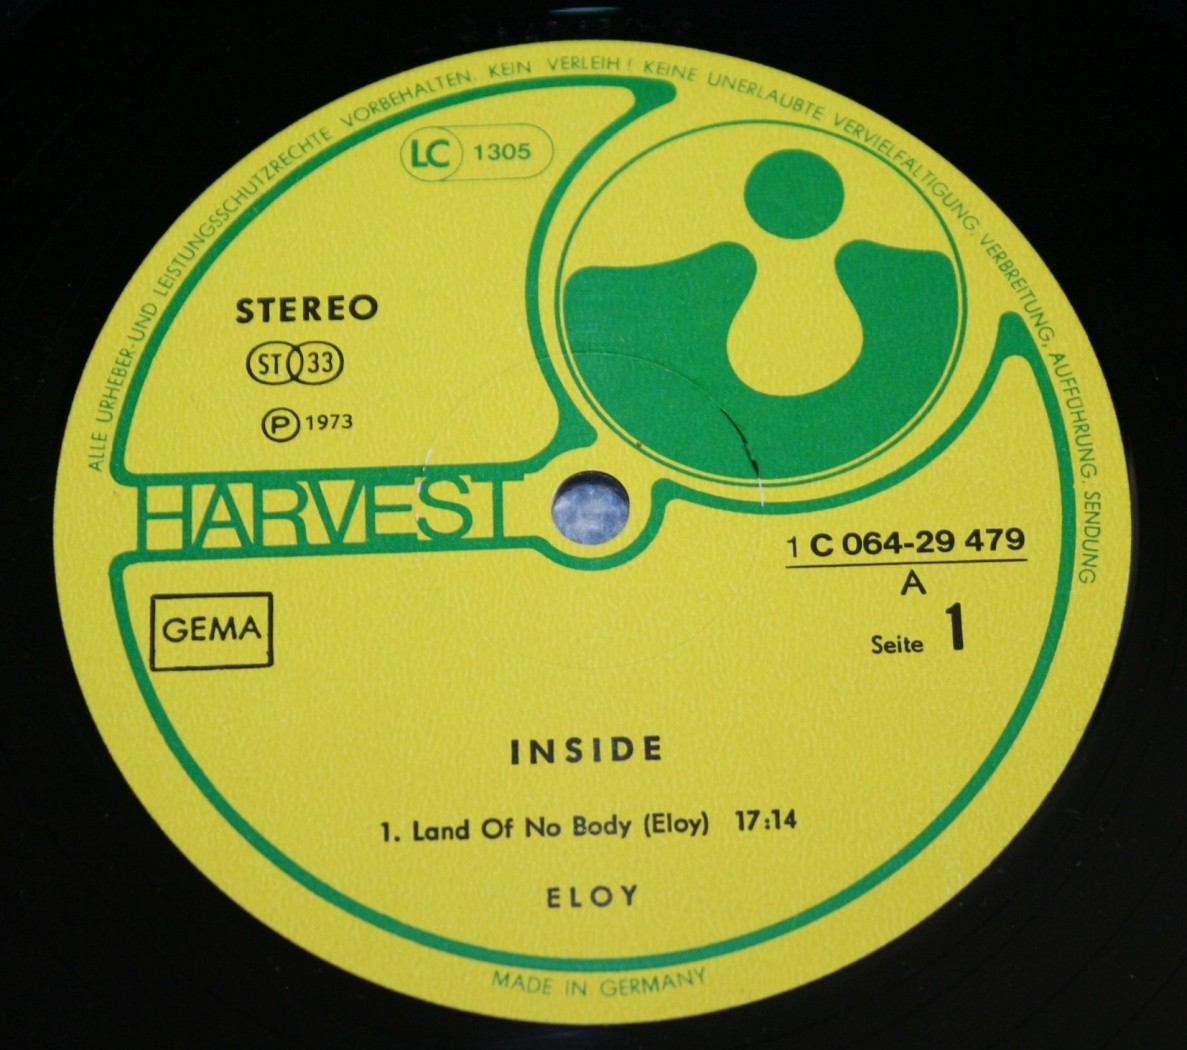 ALLE URHEBER- UND LEISTUNGSSCHUTZRECHTE VORBEHALTEN. KEIN VERLEIH! KEINE UNERLAUBTE VERVIELFÄLTIGUNG, VERBREITUNG, AUFFÜHRUNG, SENDUNG
LC 1305
STEREO
ST 33
P 1973
HARVEST
1 C 064-29 479
A
Seite 1
GEMA
INSIDE
1. Land Of No Body (Eloy) 17:14
ELOY
MADE IN GERMANY